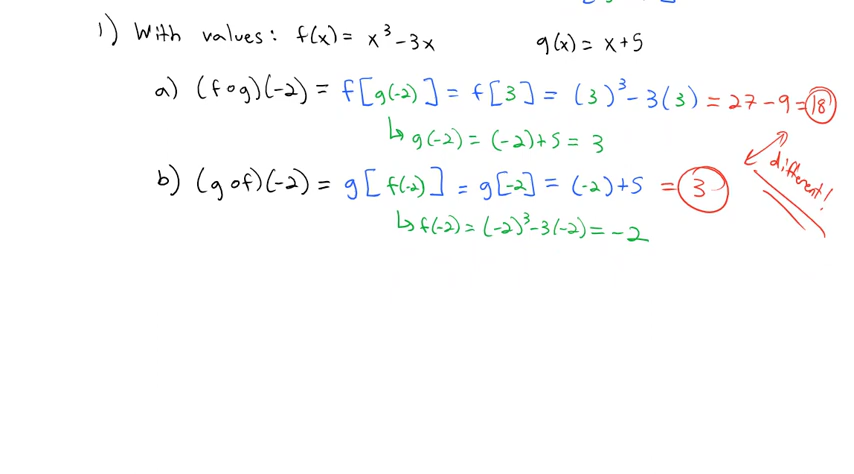 1) With values: f(x) = x³ - 3x g(x) = x + 5
a) (f∘g)(-2) = f[g(-2)] = f[3] = (3)³ - 3(3) = 27 - 9 = 18
↳ g(-2) = (-2) + 5 = 3
different!
b) (g∘f)(-2) = g[f(-2)] = g[-2] = (-2) + 5 = 3
↳ f(-2) = (-2)³ - 3(-2) = -2